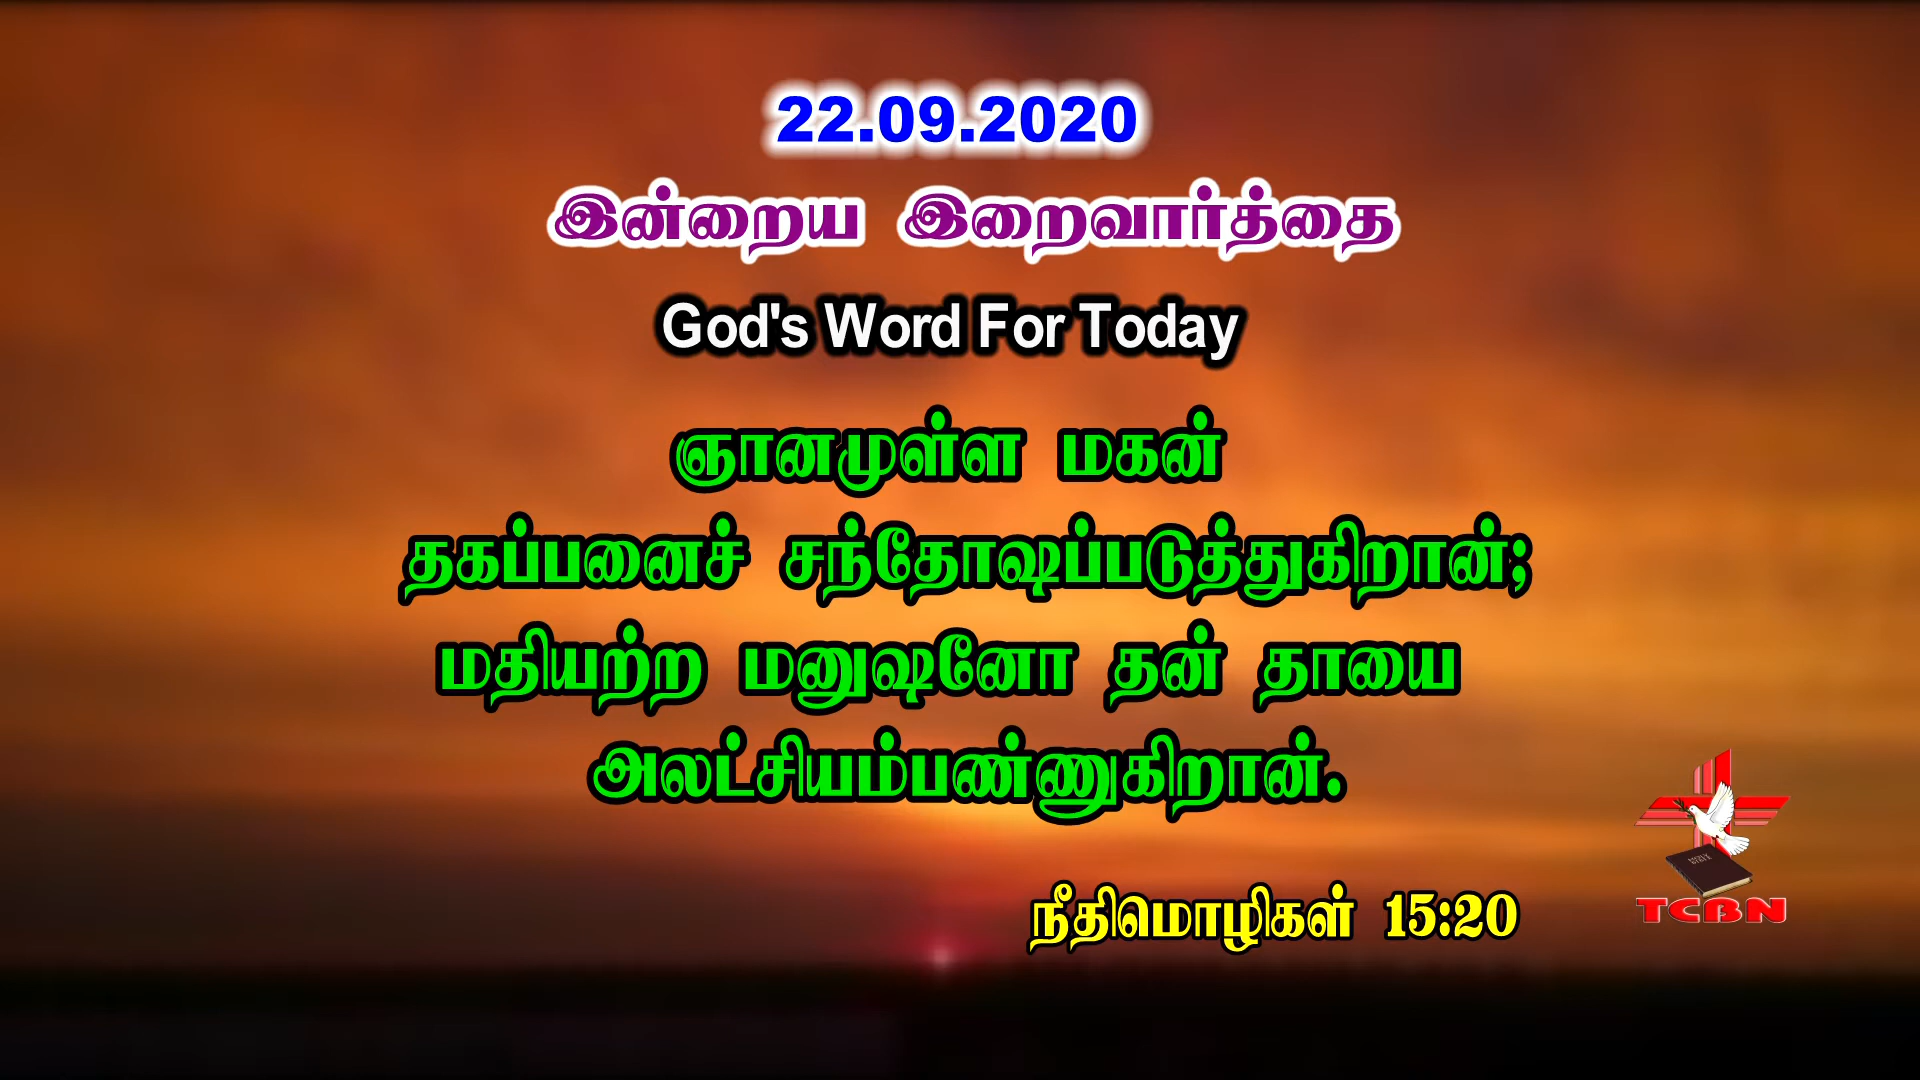 22.09.2020
இன்றைய இறைவார்த்தை
God's Word For Today
ஞானமுள்ள மகன்
தகப்பனைச் சந்தோஷப்படுத்துகிறான்;
மதியற்ற மனுஷனோ தன் தாயை
அலட்சியம்பண்ணுகிறான்.
நீதிமொழிகள் 15:20
TCBN